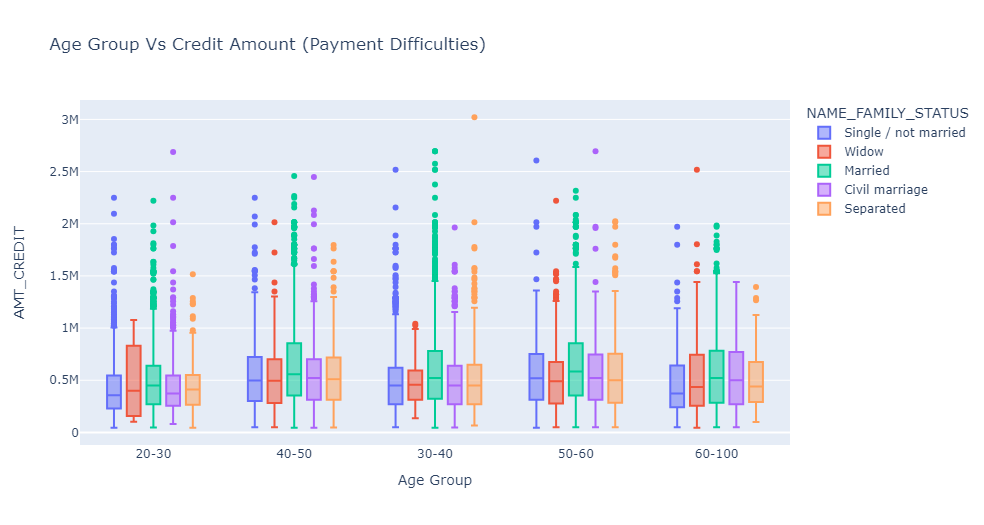 Age Group Vs Credit Amount (Payment Difficulties)
NAME_FAMILY_STATUS
Single / not married
Widow
Married
Civil marriage
Separated
AMT_CREDIT
3M
2.5M
2M
1.5M
1M
0.5M
0
20-30
40-50
30-40
50-60
60-100
Age Group